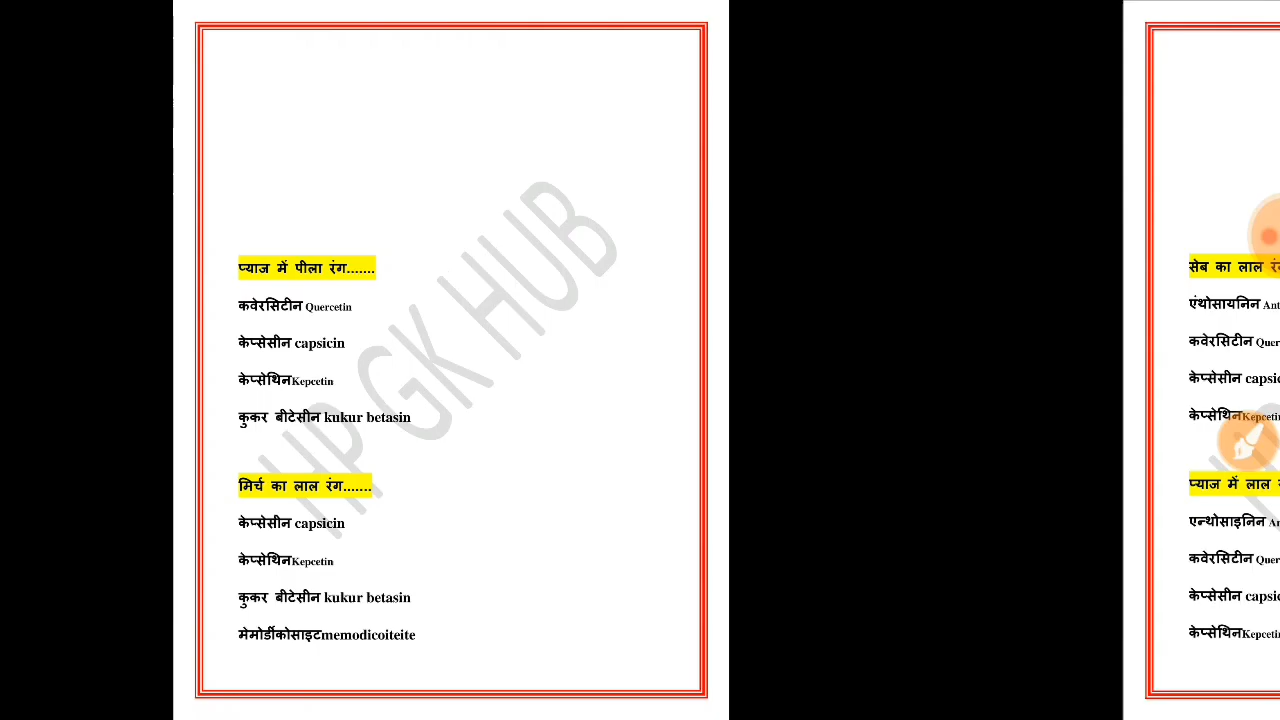 प्याज में पीला रंग.......
कवेरसिटीन Quercetin
केप्सेसीन capsicin
केप्सेथिनKepcetin
कुकर बीटेसीन kukur betasin
मिर्च का लाल रंग.......
केप्सेसीन capsicin
केप्सेथिनKepcetin
कुकर बीटेसीन kukur betasin
मेमोर्डीकोसाइटmemodicoiteite
HP GK HUB
सेब का लाल
एंथोसायनिन
कवेरसिटीन
केप्सेसीन
केप्सेथिन
प्याज में लाल
एन्थोसाइनिन
कवेरसिटीन
केप्सेसीन
केप्सेथिन